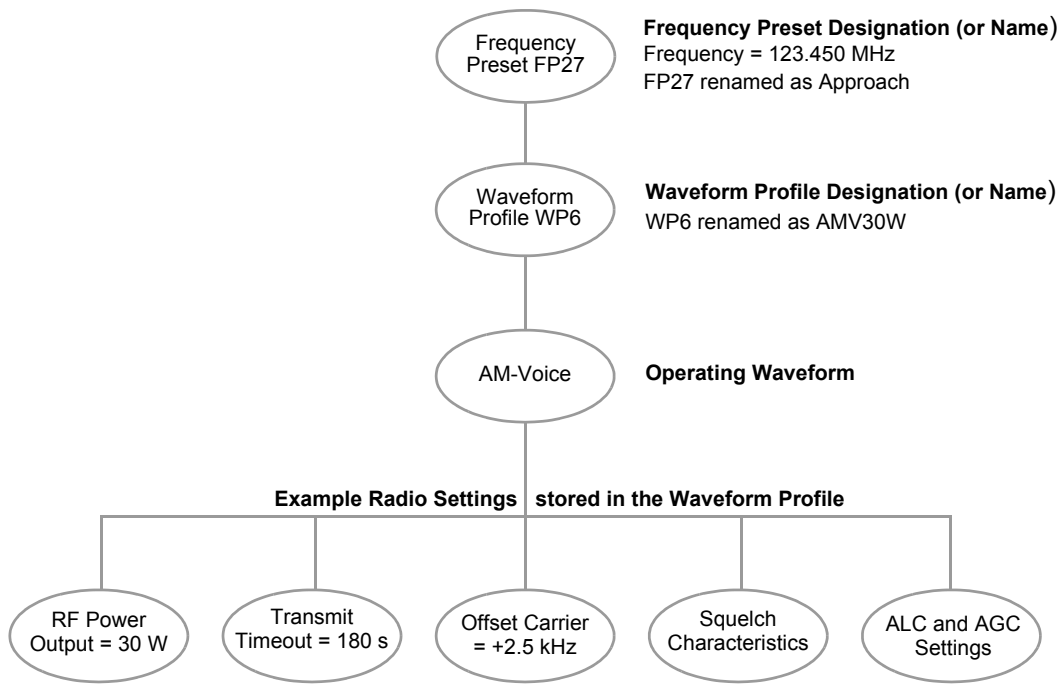 Frequency
Preset FP27
Frequency Preset Designation (or Name)
Frequency = 123.450 MHz
FP27 renamed as Approach
Waveform
Profile WP6
Waveform Profile Designation (or Name)
WP6 renamed as AMV30W
AM-Voice
Operating Waveform
Example Radio Settings stored in the Waveform Profile
RF Power
Output = 30 W
Transmit
Timeout = 180 s
Offset Carrier
= +2.5 kHz
Squelch
Characteristics
ALC and AGC
Settings